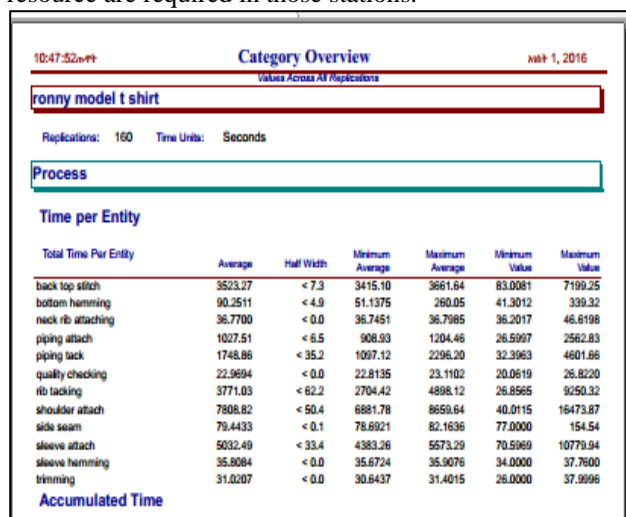 resource are required in those stations.
10:47:52 Category Overview 1, 2016
Values Across All Replications
ronny model t shirt
Replications: 160 Time Units: Seconds
Process
Time per Entity
Total Time Per Entity Average Half Width Minimum Average Maximum Average Minimum Value Maximum Value
back top stitch 3523.27 < 7.3 3415.10 3661.64 83.0081 7199.25
bottom hemming 90.2511 < 4.9 51.1375 260.05 41.3012 339.32
neck rib attaching 36.7700 < 0.0 36.7451 36.7985 36.2017 46.6198
piping attach 1027.51 < 6.5 908.93 1204.46 26.5997 2562.83
piping tack 1748.86 < 35.2 1097.12 2296.20 32.3963 4601.66
quality checking 22.9694 < 0.0 22.8135 23.1102 20.0619 26.8220
rib tacking 3771.03 < 62.2 2704.42 4898.12 26.8565 9250.32
shoulder attach 7808.82 < 50.4 6881.78 8659.64 40.0115 16473.87
side seam 79.4433 < 0.1 78.6921 82.1636 77.0000 154.54
sleeve attach 5032.49 < 33.4 4383.26 5573.29 70.5969 10779.94
sleeve hemming 35.8084 < 0.0 35.6724 35.9076 34.0000 37.7600
trimming 31.0207 < 0.0 30.6437 31.4015 26.0000 37.9996
Accumulated Time